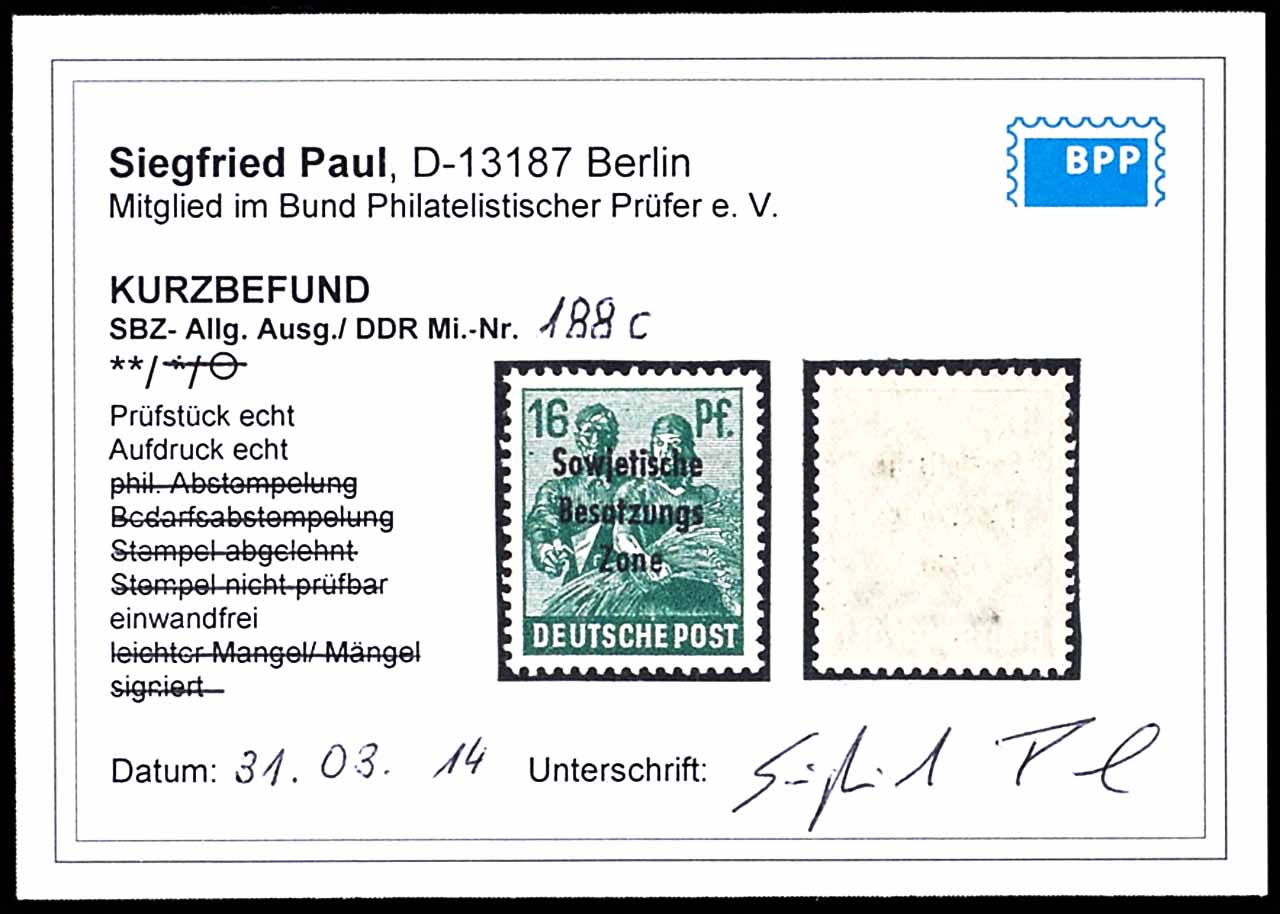 Siegfried Paul, D-13187 Berlin
Mitglied im Bund Philatelistischer Prüfer e. V.
BPP
KURZBEFUND
SBZ- Allg. Ausg./ DDR Mi.-Nr. 188 c
**/ */O
Prüfstück echt
Aufdruck echt
phil. Abstempelung
Bedarfsabstempelung
Stempel abgelehnt
Stempel nicht prüfbar
einwandfrei
leichter Mangel/ Mängel
signiert
16 Pf.
Sowjetische
Besatzungs
Zone
DEUTSCHE POST
Datum: 31. 03. 14 Unterschrift: Siegfried Paul